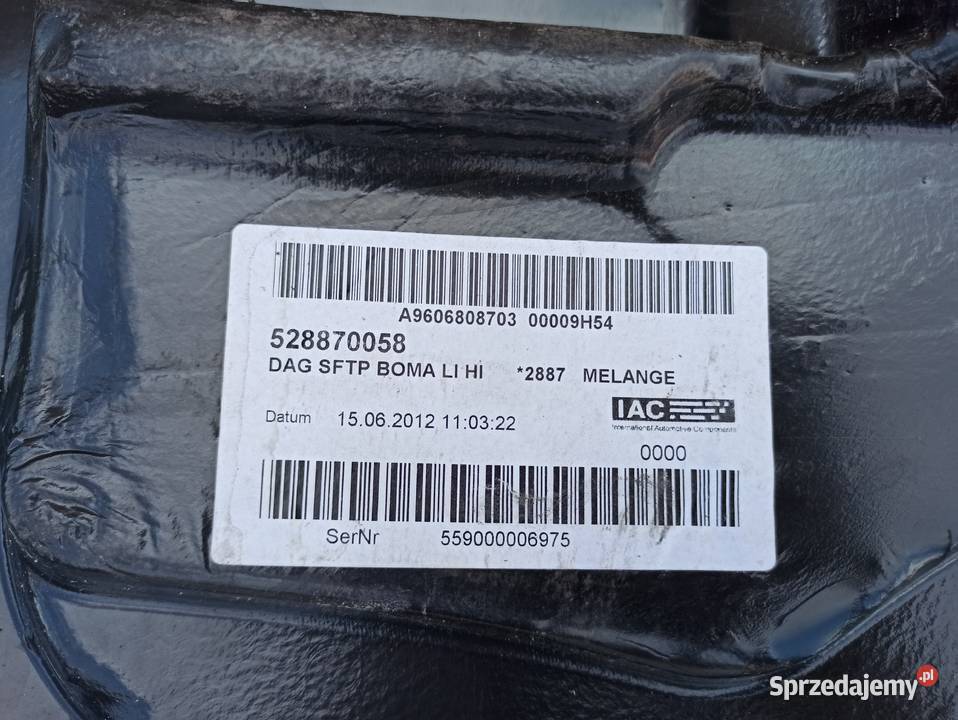 A9606808703 00009H54
528870058
DAG SFTP BOMA LI HI *2887 MELANGE
IAC
International Automotive Components
Datum 15.06.2012 11:03:22
0000
SerNr 559000006975
Sprzedajemy.pl